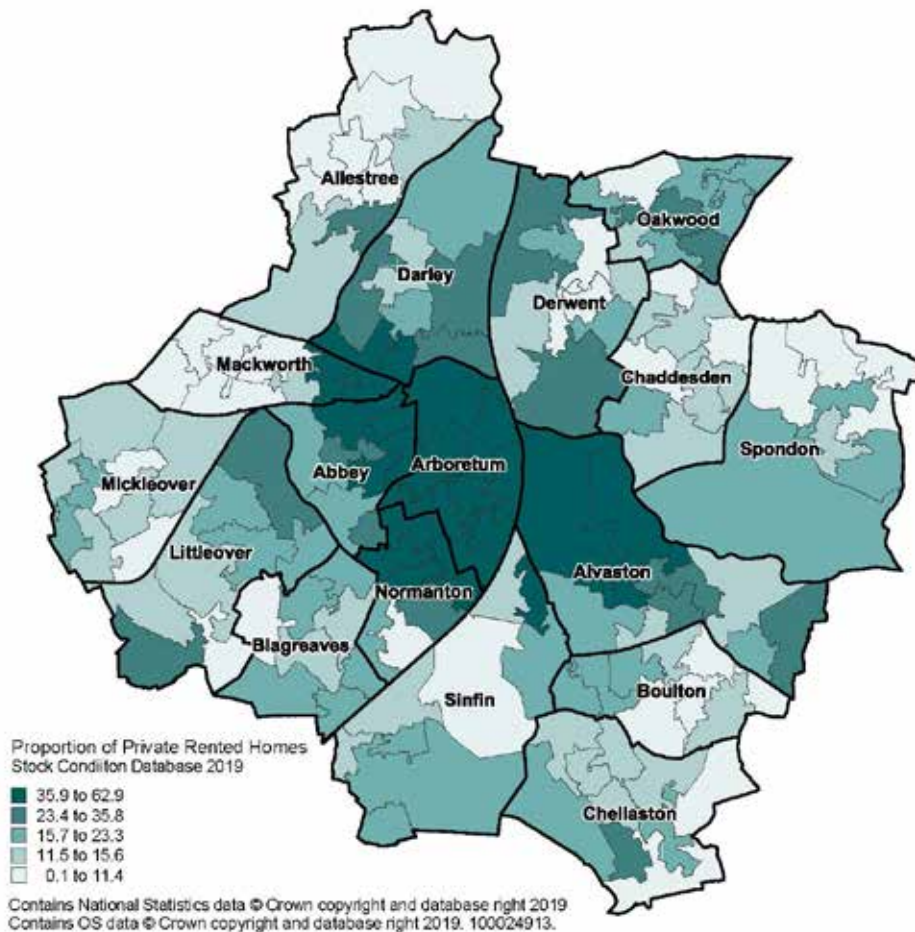 Allestree
Oakwood
Darley
Derwent
Mackworth
Chaddesden
Spondon
Abbey
Arboretum
Mickleover
Littleover
Alvaston
Normanton
Blagreaves
Sinfin
Boulton
Chellaston
Proportion of Private Rented Homes
Stock Condiiton Database 2019
35.9 to 62.9
23.4 to 35.8
15.7 to 23.3
11.5 to 15.6
0.1 to 11.4
Contains National Statistics data © Crown copyright and database right 2019
Contains OS data © Crown copyright and database right 2019. 100024913.